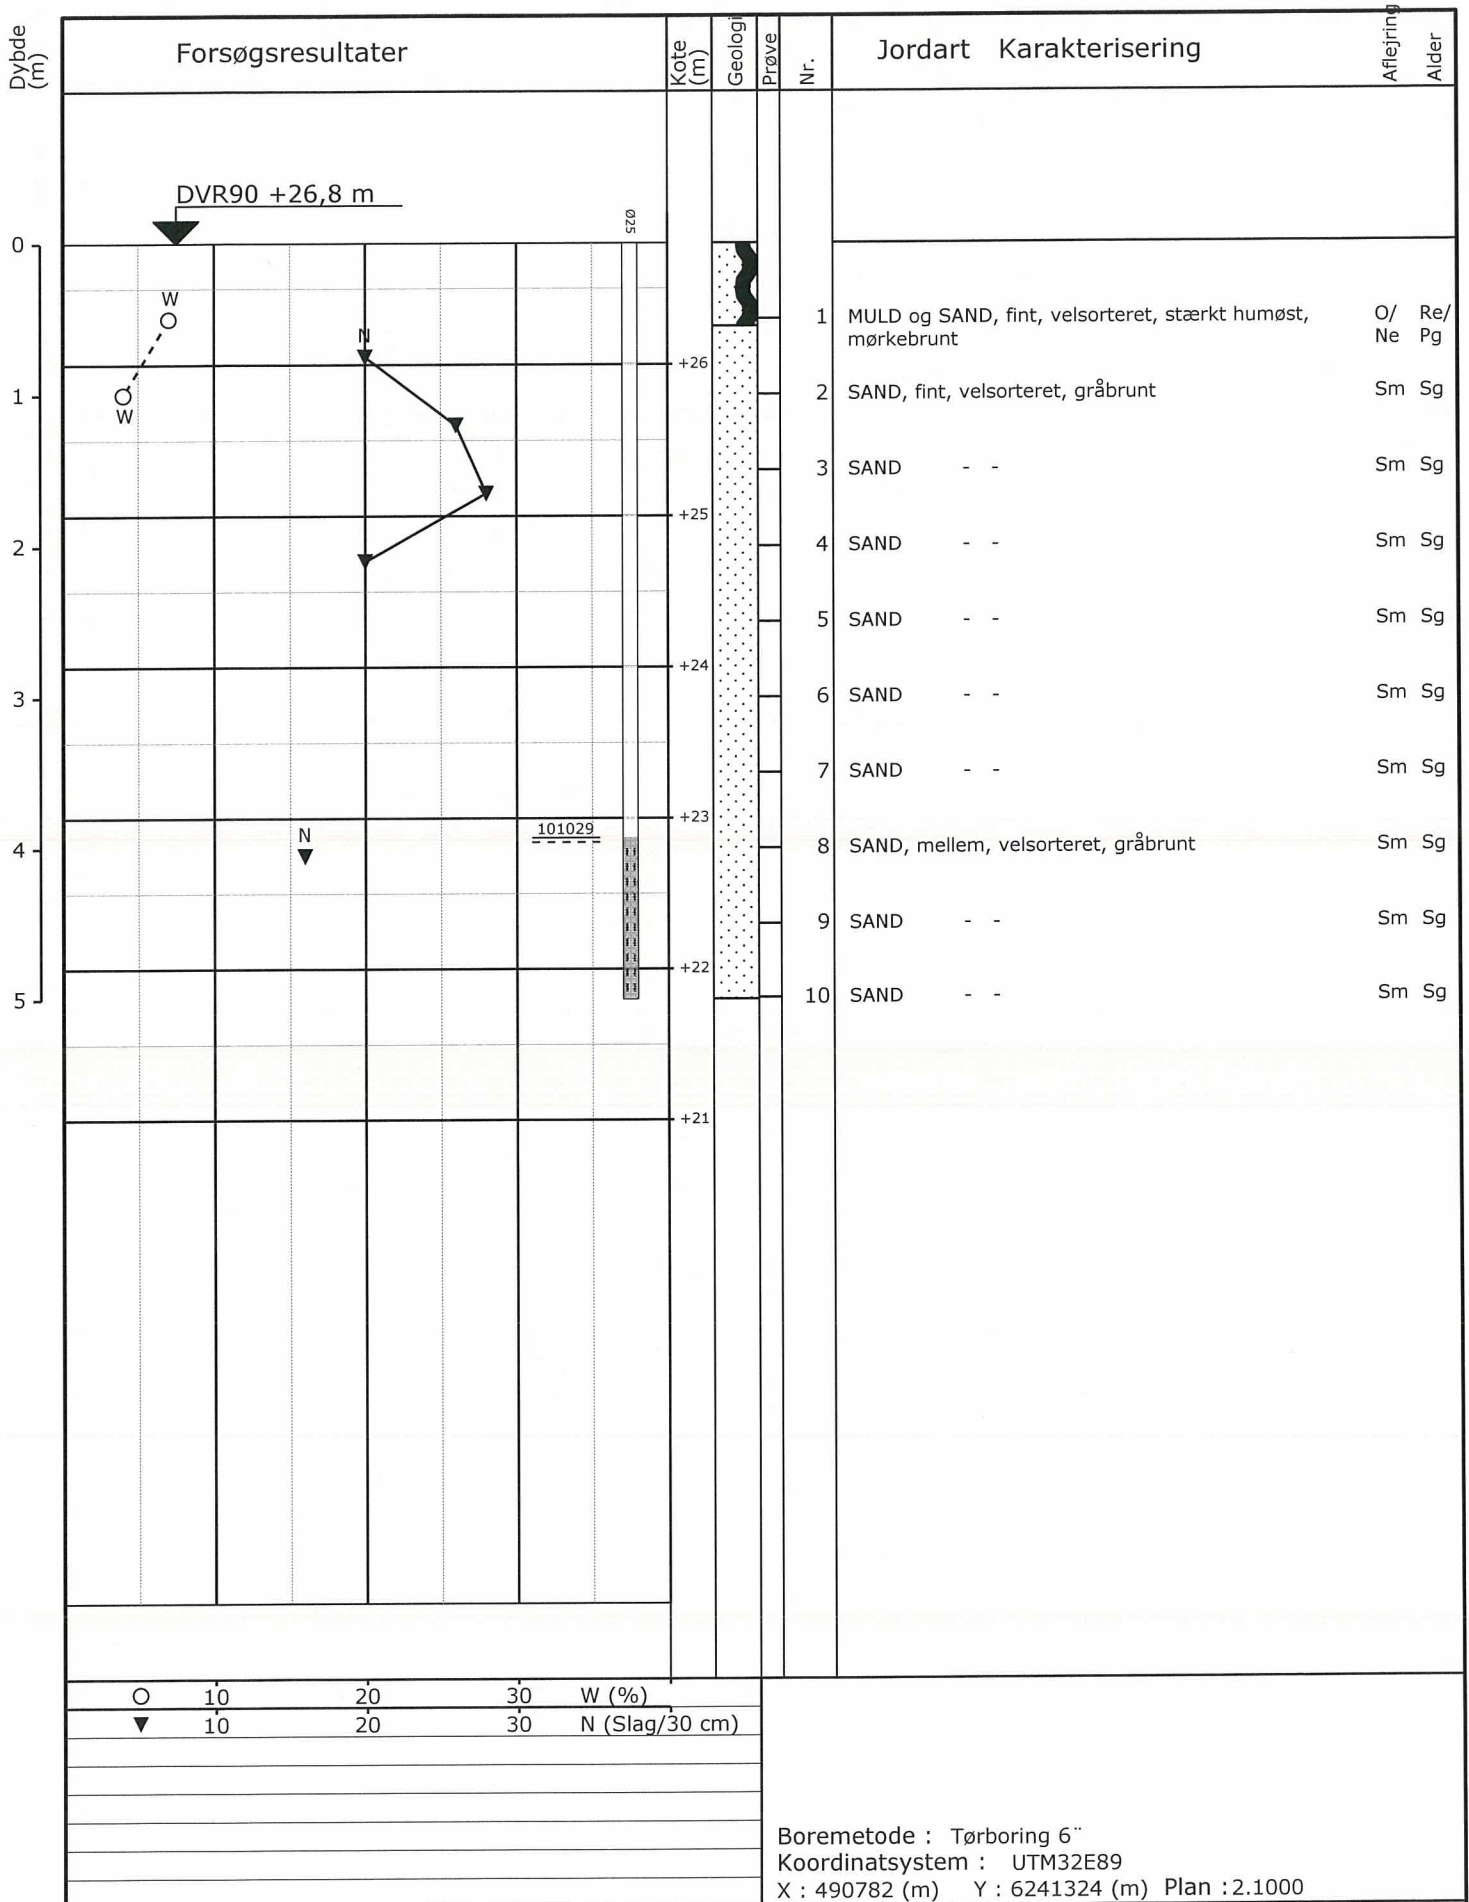 Dybde (m)
Forsøgsresultater
Kote (m)
Geologi
Prøve
Nr.
Jordart Karakterisering
Aflejring
Alder
DVR90 +26,8 m
Ø25
0
W
N
1 MULD og SAND, fint, velsorteret, stærkt humøst, O/ Re/
mørkebrunt Ne Pg
+26
1
W
2 SAND, fint, velsorteret, gråbrunt Sm Sg
3 SAND - - Sm Sg
+25
2
4 SAND - - Sm Sg
5 SAND - - Sm Sg
+24
3
6 SAND - - Sm Sg
7 SAND - - Sm Sg
+23
101029
N
4
8 SAND, mellem, velsorteret, gråbrunt Sm Sg
9 SAND - - Sm Sg
+22
5
10 SAND - - Sm Sg
+21
10 20 30 W (%)
10 20 30 N (Slag/30 cm)
Boremetode : Tørboring 6¨
Koordinatsystem : UTM32E89
X : 490782 (m) Y : 6241324 (m) Plan :2.1000